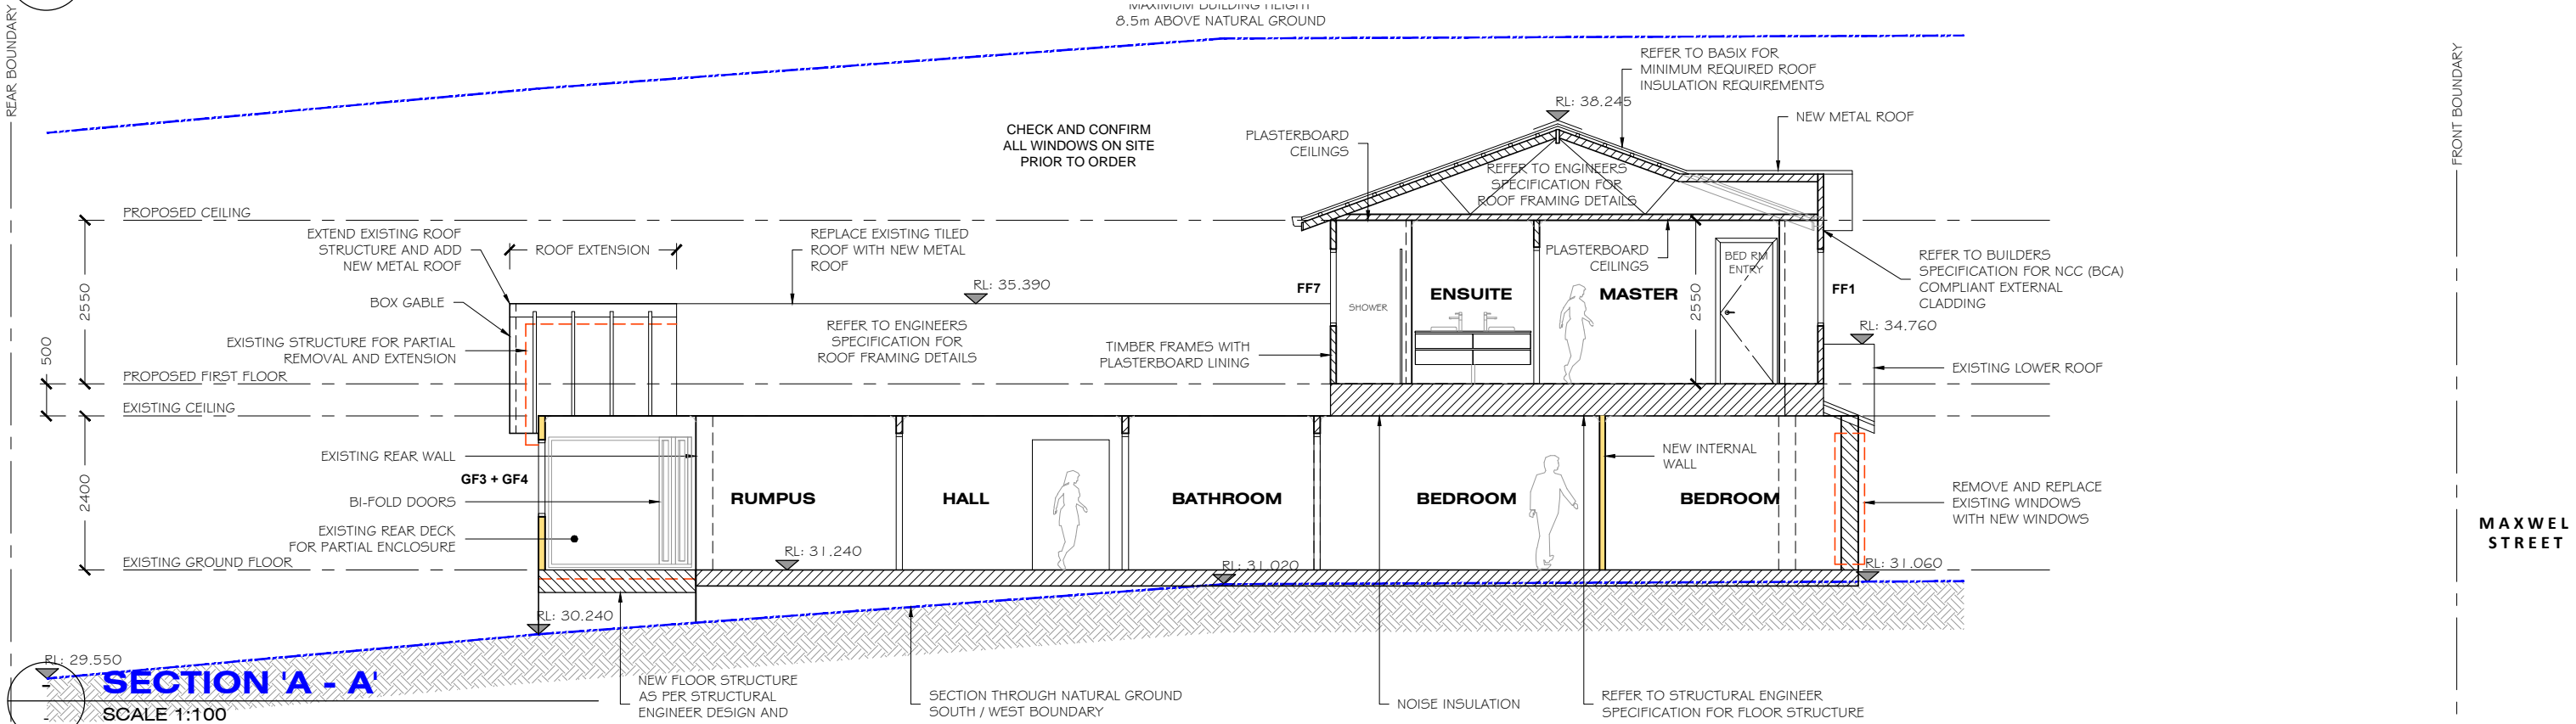 MAXIMUM BUILDING HEIGHT
8.5m ABOVE NATURAL GROUND
REAR BOUNDARY
FRONT BOUNDARY
REFER TO BASIX FOR
MINIMUM REQUIRED ROOF
INSULATION REQUIREMENTS
RL: 38.245
NEW METAL ROOF
CHECK AND CONFIRM
ALL WINDOWS ON SITE
PRIOR TO ORDER
PLASTERBOARD
CEILINGS
REFER TO ENGINEERS
SPECIFICATION FOR
ROOF FRAMING DETAILS
PROPOSED CEILING
EXTEND EXISTING ROOF
STRUCTURE AND ADD
NEW METAL ROOF
ROOF EXTENSION
REPLACE EXISTING TILED
ROOF WITH NEW METAL
ROOF
PLASTERBOARD
CEILINGS
BED RM
ENTRY
REFER TO BUILDERS
SPECIFICATION FOR NCC (BCA)
COMPLIANT EXTERNAL
CLADDING
RL: 35.390
FF7
ENSUITE
MASTER
FF1
2550
2550
BOX GABLE
SHOWER
REFER TO ENGINEERS
SPECIFICATION FOR
ROOF FRAMING DETAILS
RL: 34.760
EXISTING STRUCTURE FOR PARTIAL
REMOVAL AND EXTENSION
TIMBER FRAMES WITH
PLASTERBOARD LINING
500
PROPOSED FIRST FLOOR
EXISTING LOWER ROOF
EXISTING CEILING
EXISTING REAR WALL
NEW INTERNAL
WALL
GF3 + GF4
2400
BI-FOLD DOORS
RUMPUS
HALL
BATHROOM
BEDROOM
BEDROOM
REMOVE AND REPLACE
EXISTING WINDOWS
WITH NEW WINDOWS
EXISTING REAR DECK
FOR PARTIAL ENCLOSURE
MAXWEL
STREET
EXISTING GROUND FLOOR
RL: 31.240
RL: 31.020
RL: 31.060
RL: 30.240
RL: 29.550
SECTION 'A - A'
SCALE 1:100
NEW FLOOR STRUCTURE
AS PER STRUCTURAL
ENGINEER DESIGN AND
SECTION THROUGH NATURAL GROUND
SOUTH / WEST BOUNDARY
NOISE INSULATION
REFER TO STRUCTURAL ENGINEER
SPECIFICATION FOR FLOOR STRUCTURE